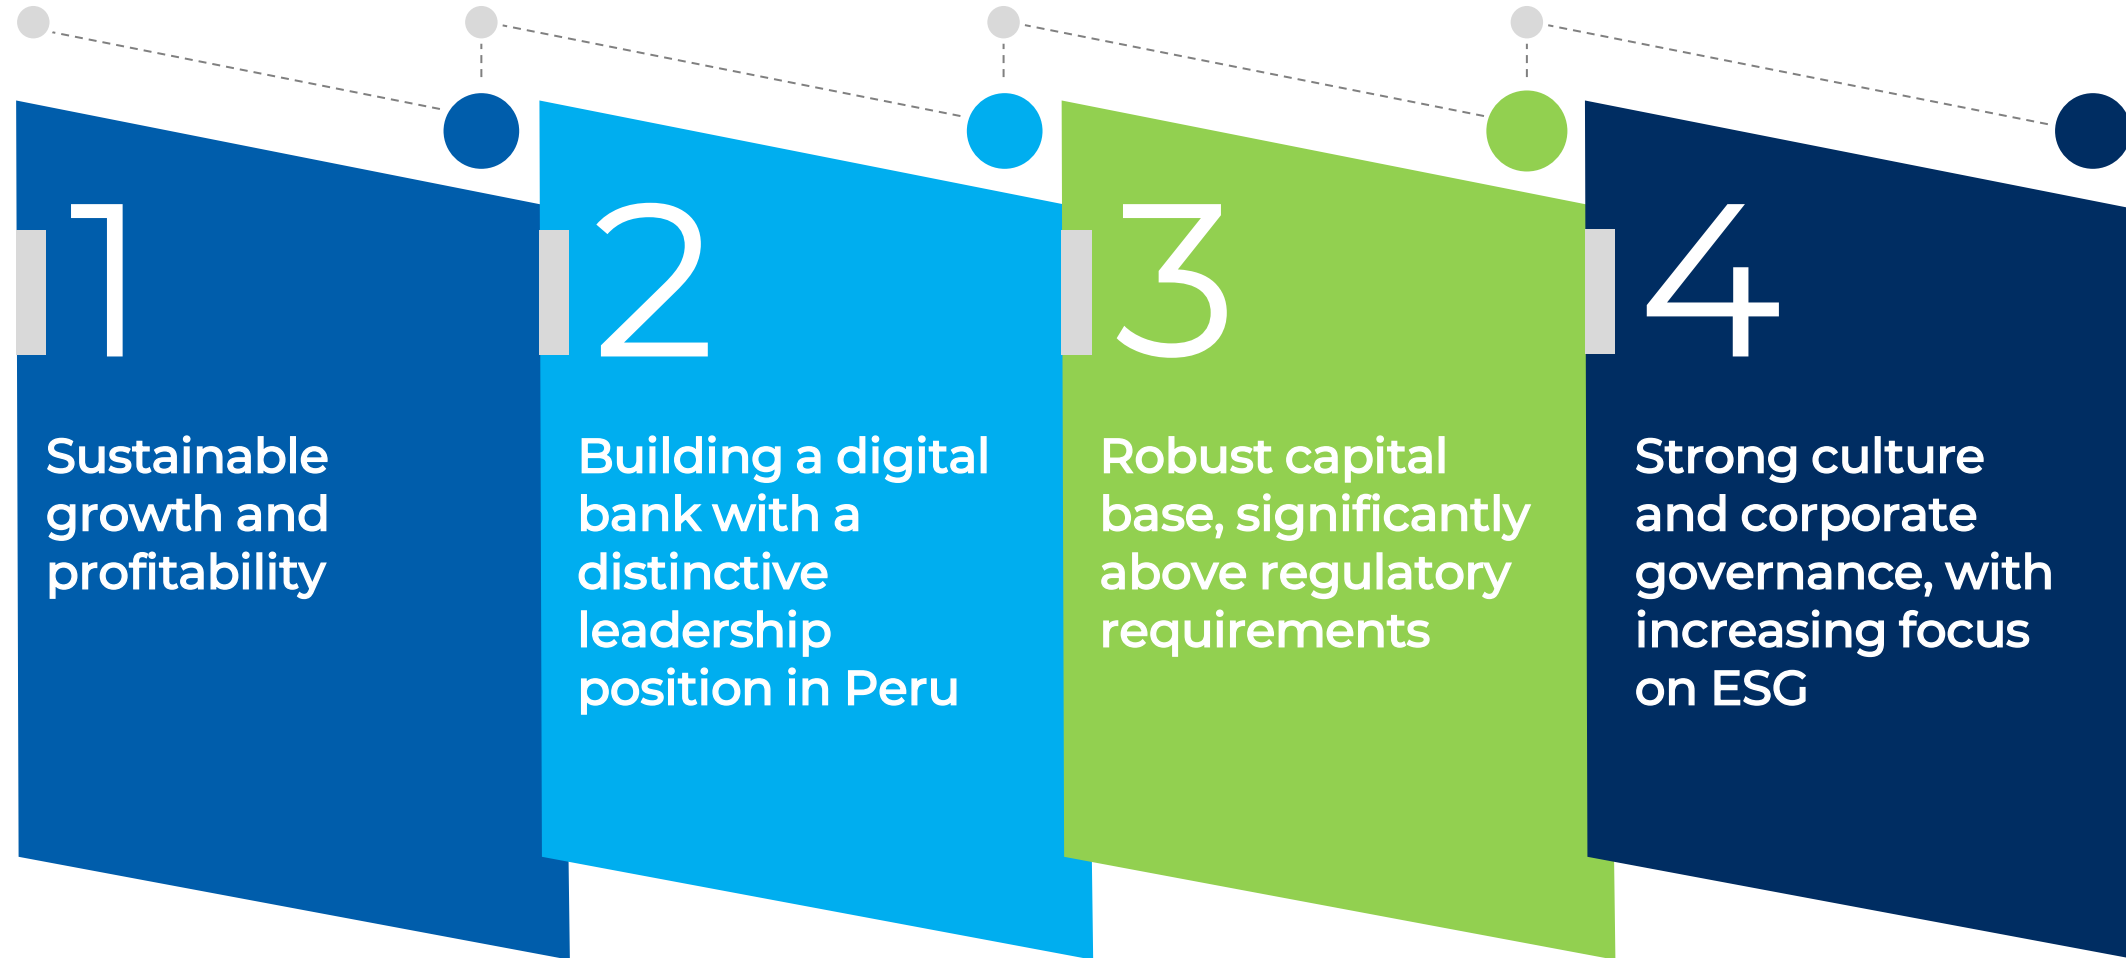 1
Sustainable
growth and
profitability
2
Building a digital
bank with a
distinctive
leadership
position in Peru
3
Robust capital
base, significantly
above regulatory
requirements
4
Strong culture
and corporate
governance, with
increasing focus
on ESG